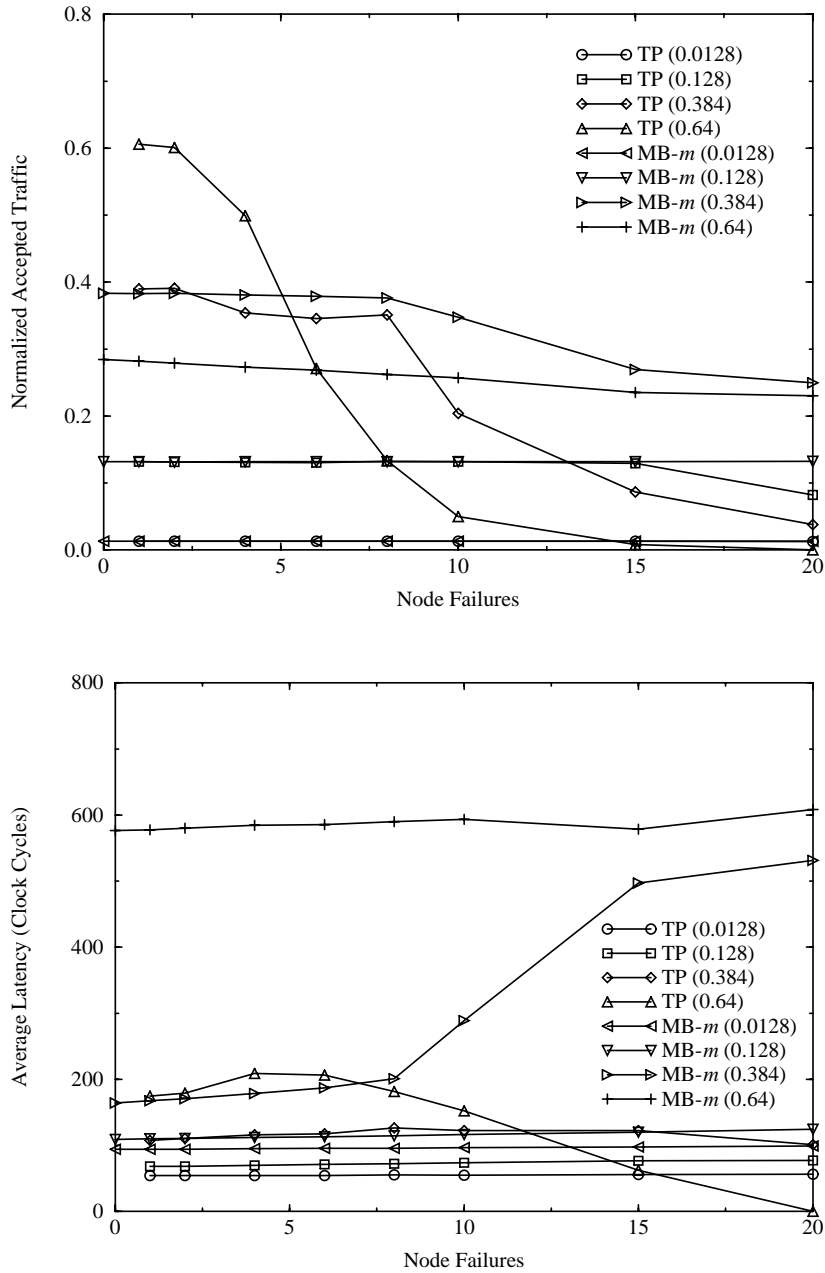 0.8
0.6
0.4
0.2
0.0
Normalized Accepted Traffic
TP (0.0128)
TP (0.128)
TP (0.384)
TP (0.64)
MB-m (0.0128)
MB-m (0.128)
MB-m (0.384)
MB-m (0.64)
0 5 10 15 20
Node Failures
800
600
400
200
0
Average Latency (Clock Cycles)
TP (0.0128)
TP (0.128)
TP (0.384)
TP (0.64)
MB-m (0.0128)
MB-m (0.128)
MB-m (0.384)
MB-m (0.64)
0 5 10 15 20
Node Failures